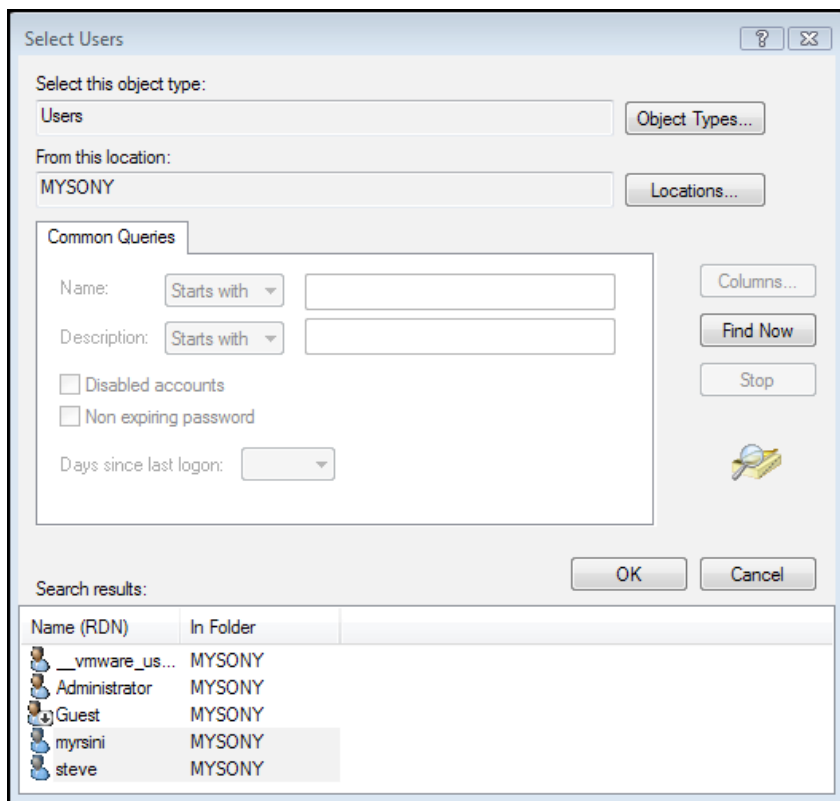 Select Users
Select this object type:
Users
Object Types...
From this location:
MYSONY
Locations...
Common Queries
Name: Starts with
Columns...
Description: Starts with
Find Now
Disabled accounts
Stop
Non expiring password
Days since last logon:
OK Cancel
Search results:
Name (RDN) In Folder
__vmware_us... MYSONY
Administrator MYSONY
Guest MYSONY
myrsini MYSONY
steve MYSONY